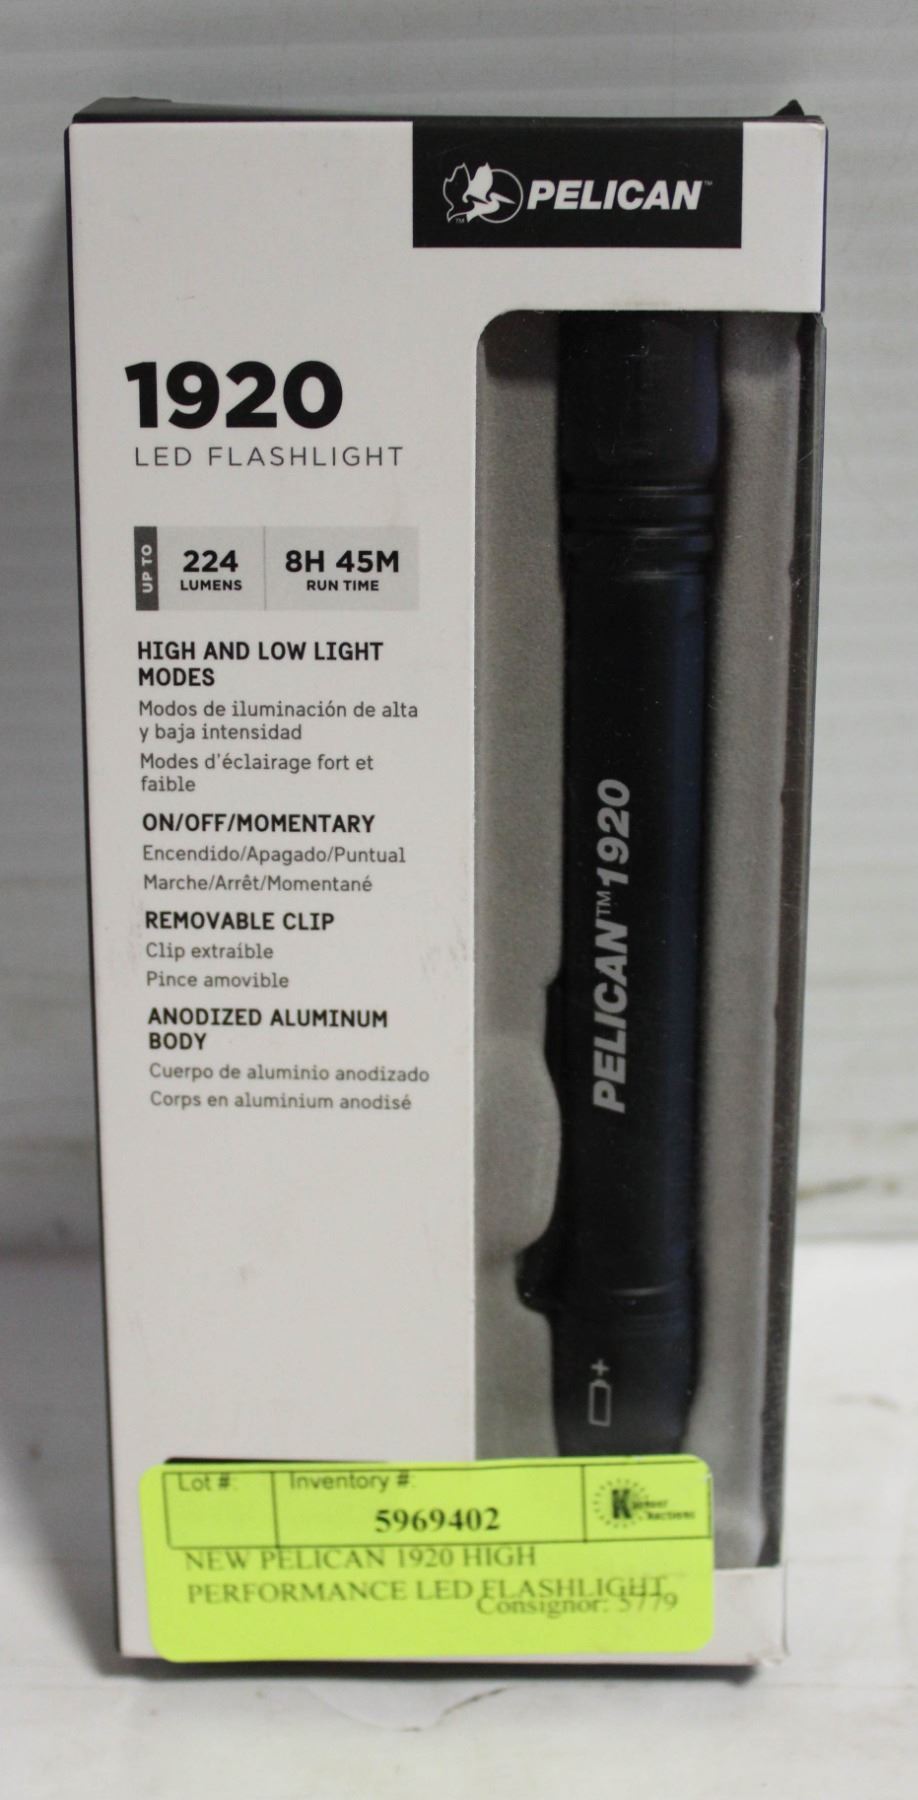 PELICAN™
1920
LED FLASHLIGHT
UP TO
224
LUMENS
8H 45M
RUN TIME
HIGH AND LOW LIGHT
MODES
Modos de iluminación de alta
y baja intensidad
Modes d'éclairage fort et
faible
ON/OFF/MOMENTARY
Encendido/Apagado/Puntual
Marche/Arrêt/Momentané
REMOVABLE CLIP
Clip extraíble
Pince amovible
ANODIZED ALUMINUM
BODY
Cuerpo de aluminio anodizado
Corps en aluminium anodisé
PELICAN™1920
+
Lot #:
Inventory #:
5969402
NEW PELICAN 1920 HIGH
PERFORMANCE LED FLASHLIGHT
Consignor: 5779